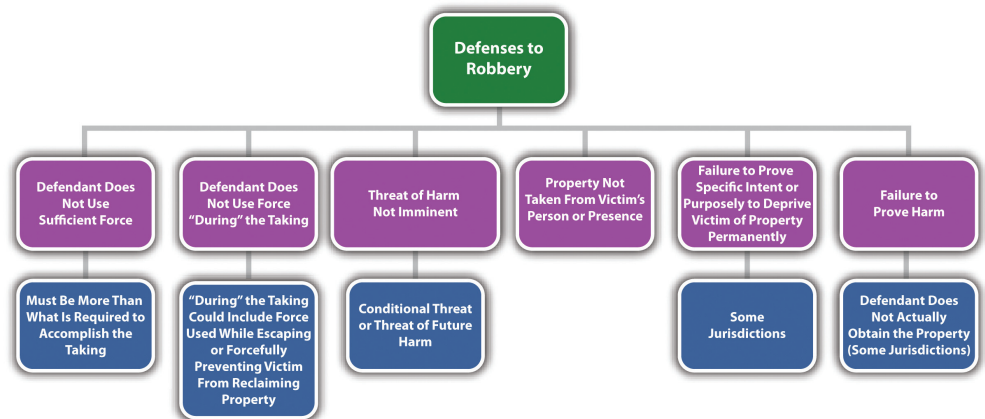 Defenses to
Robbery
Defendant Does
Not Use
Sufficient Force
Defendant Does
Not Use Force
“During” the Taking
Threat of Harm
Not Imminent
Property Not
Taken From Victim’s
Person or Presence
Failure to Prove
Specific Intent or
Purposely to Deprive
Victim of Property
Permanently
Failure to
Prove Harm
Must Be More Than
What Is Required to
Accomplish the
Taking
“During” the Taking
Could Include Force
Used While Escaping
or Forcefully
Preventing Victim
From Reclaiming
Property
Conditional Threat
or Threat of Future
Harm
Some
Jurisdictions
Defendant Does
Not Actually
Obtain the Property
(Some Jurisdictions)